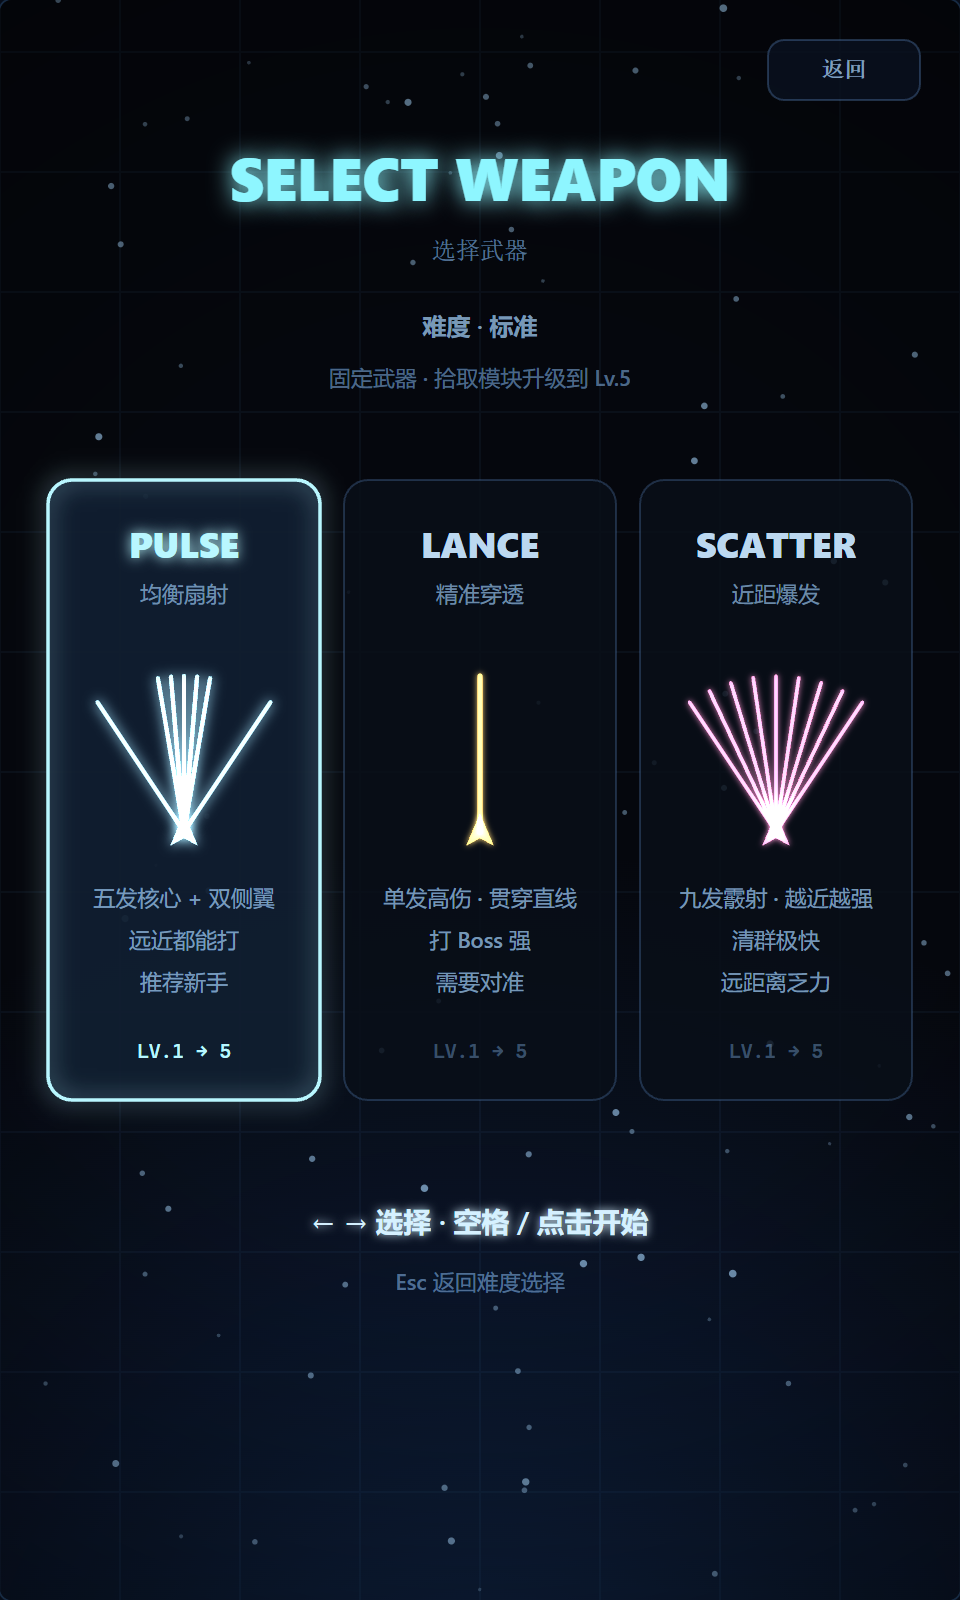 返回
SELECT WEAPON
选择武器
难度 · 标准
固定武器 · 拾取模块升级到 Lv.5
PULSE
均衡扇射
五发核心 + 双侧翼
远近都能打
推荐新手
LV.1 → 5
LANCE
精准穿透
单发高伤 · 贯穿直线
打 Boss 强
需要对准
LV.1 → 5
SCATTER
近距爆发
九发霰射 · 越近越强
清群极快
远距离乏力
LV.1 → 5
← → 选择 · 空格 / 点击开始
Esc 返回难度选择